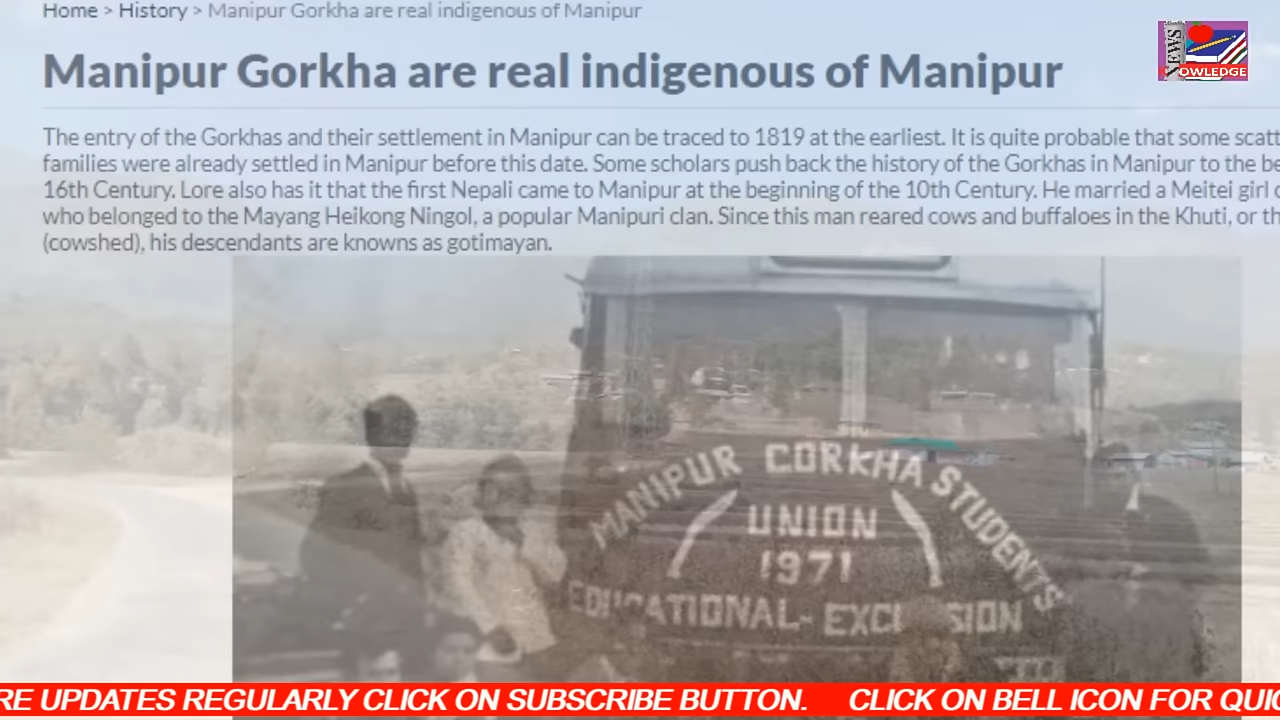 Home > History > Manipur Gorkha are real indigenous of Manipur
NEWS
OWLEDGE
Manipur Gorkha are real indigenous of Manipur
The entry of the Gorkhas and their settlement in Manipur can be traced to 1819 at the earliest. It is quite probable that some scatt
families were already settled in Manipur before this date. Some scholars push back the history of the Gorkhas in Manipur to the be
16th Century. Lore also has it that the first Nepali came to Manipur at the beginning of the 10th Century. He married a Meitei girl
who belonged to the Mayang Heikong Ningol, a popular Manipuri clan. Since this man reared cows and buffaloes in the Khuti, or th
(cowshed), his descendants are knowns as gotimayan.
MANIPUR GORKHA STUDENTS
UNION
1971
EDUCATIONAL-
RE UPDATES REGULARLY CLICK ON SUBSCRIBE BUTTON. CLICK ON BELL ICON FOR QUIC